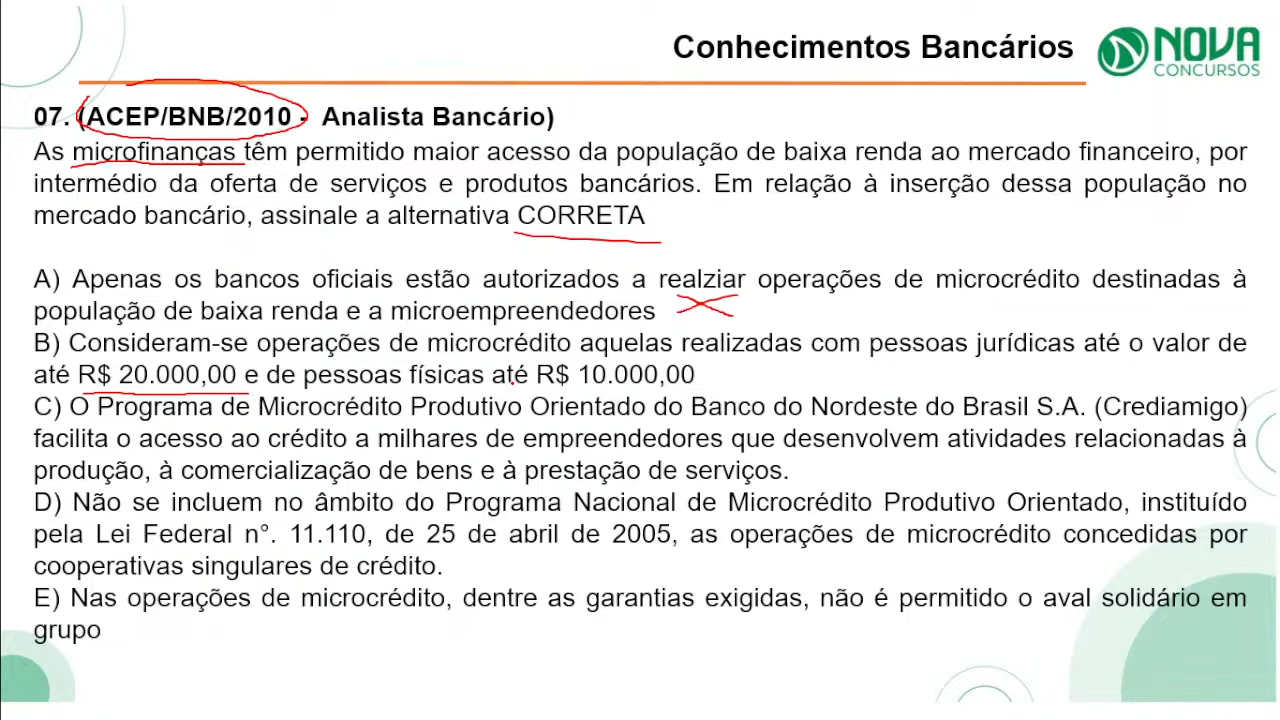 Conhecimentos Bancários
NOVA
CONCURSOS
07. (ACEP/BNB/2010 - Analista Bancário)
As microfinanças têm permitido maior acesso da população de baixa renda ao mercado financeiro, por
intermédio da oferta de serviços e produtos bancários. Em relação à inserção dessa população no
mercado bancário, assinale a alternativa CORRETA
A) Apenas os bancos oficiais estão autorizados a realziar operações de microcrédito destinadas à
população de baixa renda e a microempreendedores
B) Consideram-se operações de microcrédito aquelas realizadas com pessoas jurídicas até o valor de
até R$ 20.000,00 e de pessoas físicas até R$ 10.000,00
C) O Programa de Microcrédito Produtivo Orientado do Banco do Nordeste do Brasil S.A. (Crediamigo)
facilita o acesso ao crédito a milhares de empreendedores que desenvolvem atividades relacionadas à
produção, à comercialização de bens e à prestação de serviços.
D) Não se incluem no âmbito do Programa Nacional de Microcrédito Produtivo Orientado, instituído
pela Lei Federal n°. 11.110, de 25 de abril de 2005, as operações de microcrédito concedidas por
cooperativas singulares de crédito.
E) Nas operações de microcrédito, dentre as garantias exigidas, não é permitido o aval solidário em
grupo